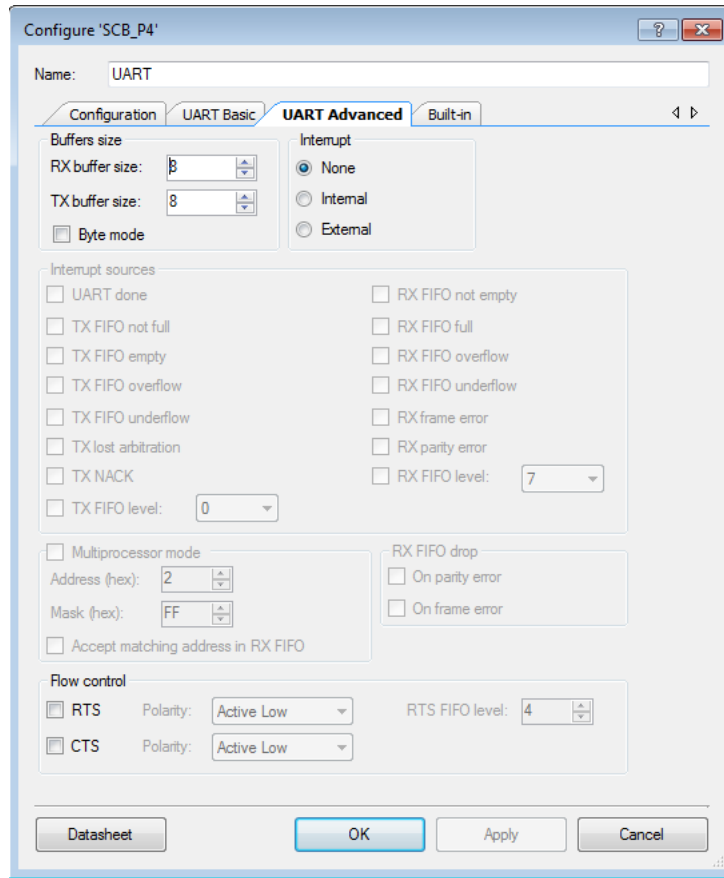 Configure 'SCB_P4'
Name: UART
Configuration UART Basic UART Advanced Built-in
Buffers size
RX buffer size: 8
TX buffer size: 8
Byte mode
Interrupt
None
Internal
External
Interrupt sources
UART done
TX FIFO not full
TX FIFO empty
TX FIFO overflow
TX FIFO underflow
TX lost arbitration
TX NACK
TX FIFO level: 0
RX FIFO not empty
RX FIFO full
RX FIFO overflow
RX FIFO underflow
RX frame error
RX parity error
RX FIFO level: 7
Multiprocessor mode
Address (hex): 2
Mask (hex): FF
Accept matching address in RX FIFO
RX FIFO drop
On parity error
On frame error
Flow control
RTS Polarity: Active Low RTS FIFO level: 4
CTS Polarity: Active Low
Datasheet OK Apply Cancel